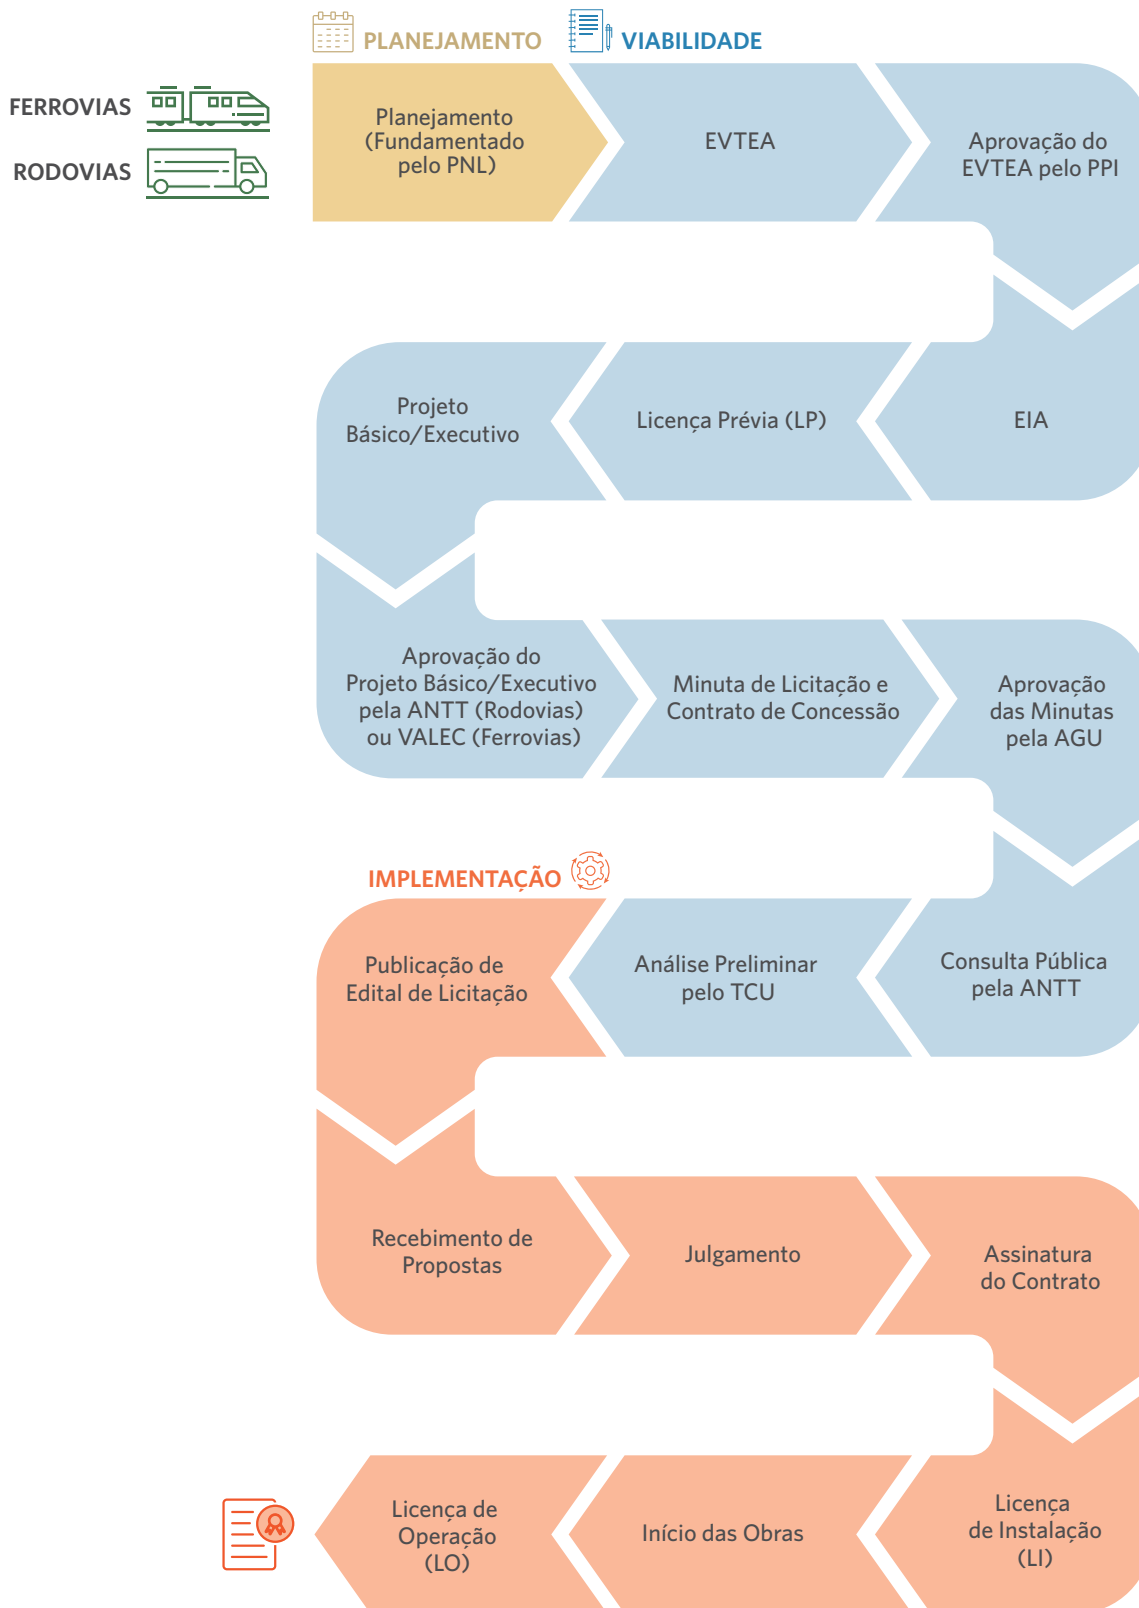 PLANEJAMENTO
VIABILIDADE
FERROVIAS
RODOVIAS
Planejamento
(Fundamentado
pelo PNL)
EVTEA
Aprovação do
EVTEA pelo PPI
EIA
Licença Prévia (LP)
Projeto
Básico/Executivo
Aprovação do
Projeto Básico/Executivo
pela ANTT (Rodovias)
ou VALEC (Ferrovias)
Minuta de Licitação e
Contrato de Concessão
Aprovação
das Minutas
pela AGU
Consulta Pública
pela ANTT
Análise Preliminar
pelo TCU
IMPLEMENTAÇÃO
Publicação de
Edital de Licitação
Recebimento de
Propostas
Julgamento
Assinatura
do Contrato
Licença
de Instalação
(LI)
Início das Obras
Licença de
Operação
(LO)